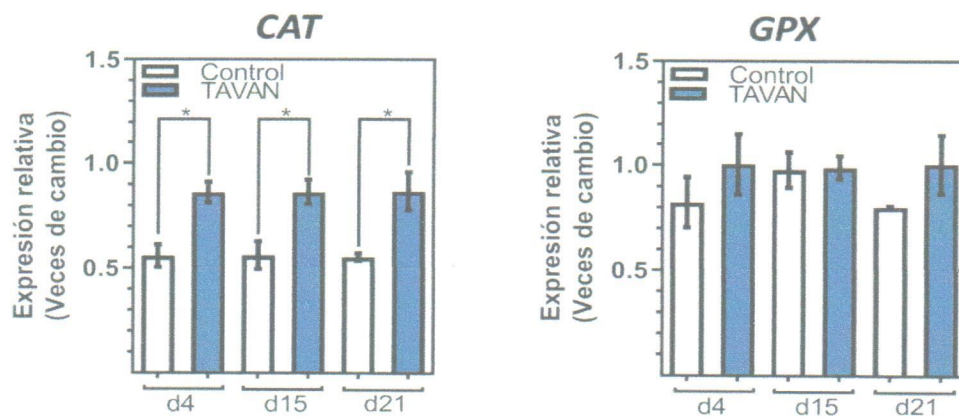 CAT
1.5
1.0
0.5
Expresión relativa
(Veces de cambio)
Control
TAVAN
*
*
*
d4
d15
d21
GPX
1.5
1.0
0.5
Expresión relativa
(Veces de cambio)
Control
TAVAN
d4
d15
d21